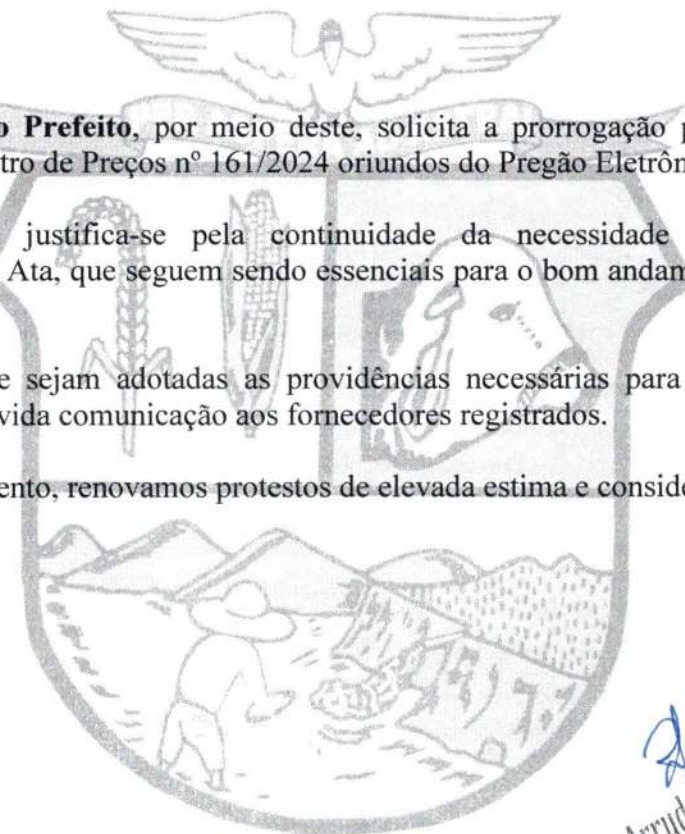 o Prefeito, por meio deste, solicita a prorrogação p
tro de Preços nº 161/2024 oriundos do Pregão Eletrôn
justifica-se pela continuidade da necessidade
Ata, que seguem sendo essenciais para o bom andam
e sejam adotadas as providências necessárias para
vida comunicação aos fornecedores registrados.
ento, renovamos protestos de elevada estima e conside
Arrud